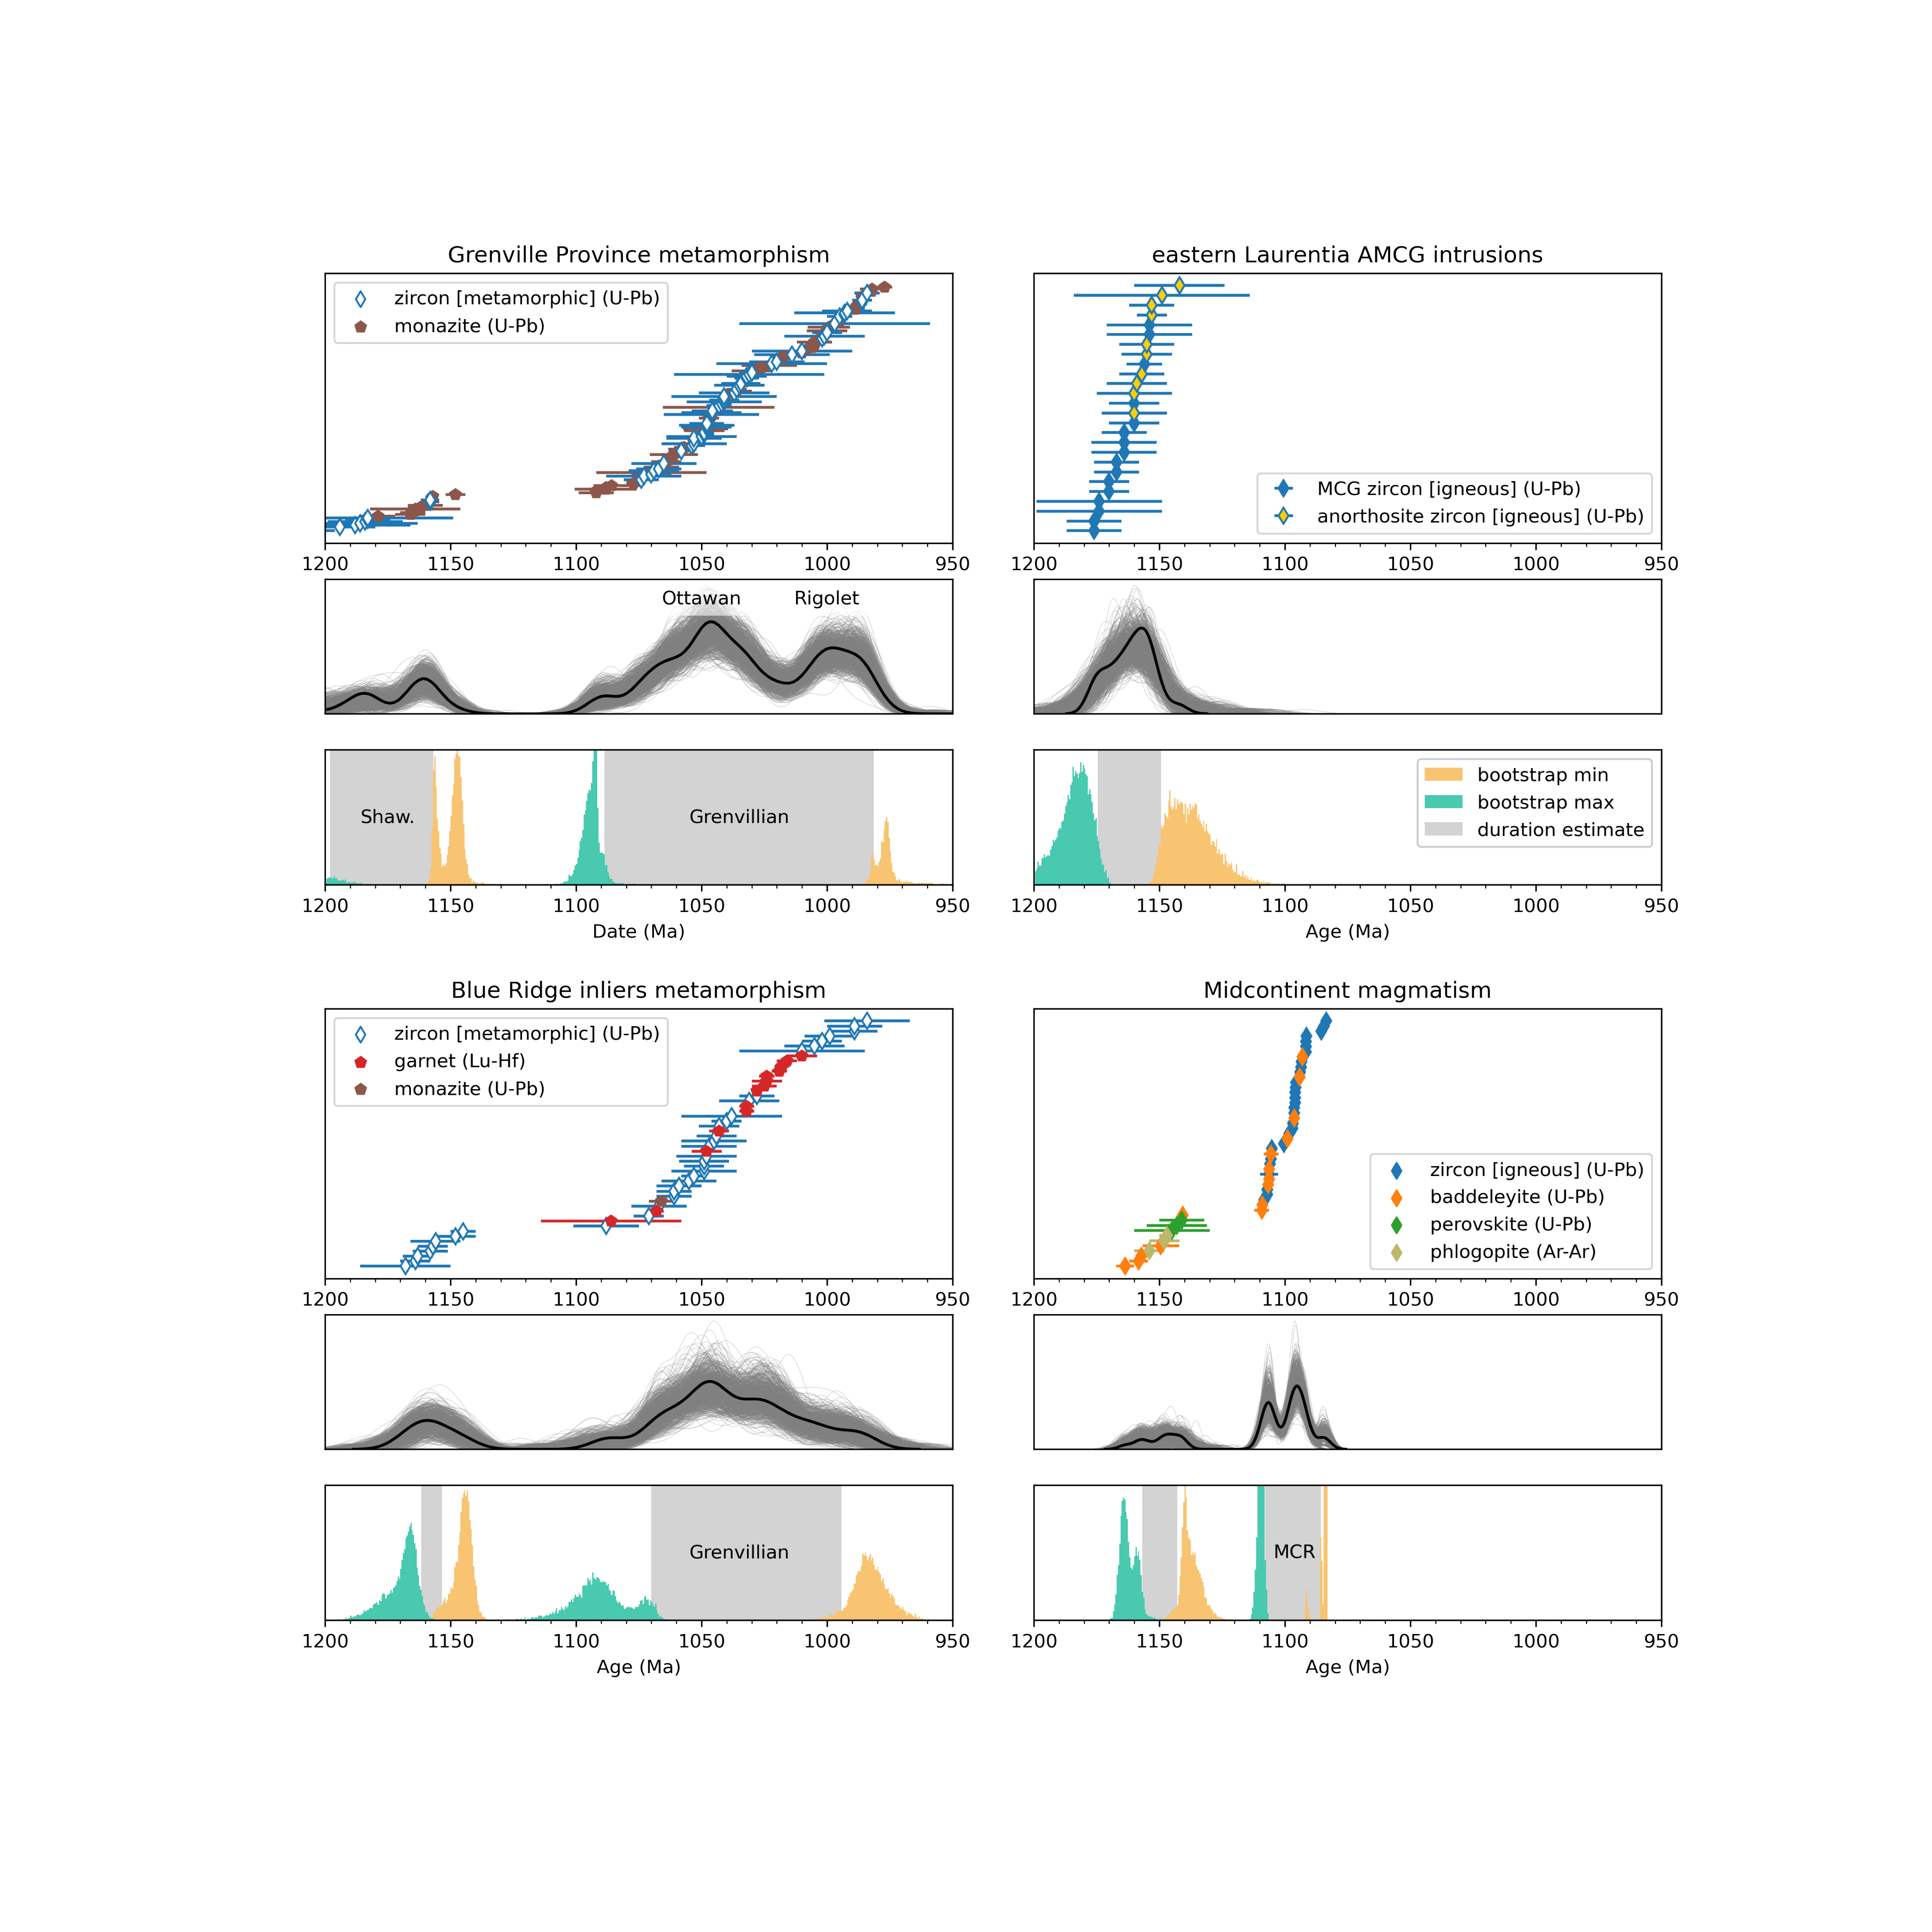 Grenville Province metamorphism
zircon [metamorphic] (U-Pb)
monazite (U-Pb)
1200 1150 1100 1050 1000 950
Ottawan Rigolet
Shaw. Grenvillian
1200 1150 1100 1050 1000 950
Date (Ma)
eastern Laurentia AMCG intrusions
MCG zircon [igneous] (U-Pb)
anorthosite zircon [igneous] (U-Pb)
1200 1150 1100 1050 1000 950
bootstrap min
bootstrap max
duration estimate
1200 1150 1100 1050 1000 950
Age (Ma)
Blue Ridge inliers metamorphism
zircon [metamorphic] (U-Pb)
garnet (Lu-Hf)
monazite (U-Pb)
1200 1150 1100 1050 1000 950
Grenvillian
1200 1150 1100 1050 1000 950
Age (Ma)
Midcontinent magmatism
zircon [igneous] (U-Pb)
baddeleyite (U-Pb)
perovskite (U-Pb)
phlogopite (Ar-Ar)
1200 1150 1100 1050 1000 950
MCR
1200 1150 1100 1050 1000 950
Age (Ma)